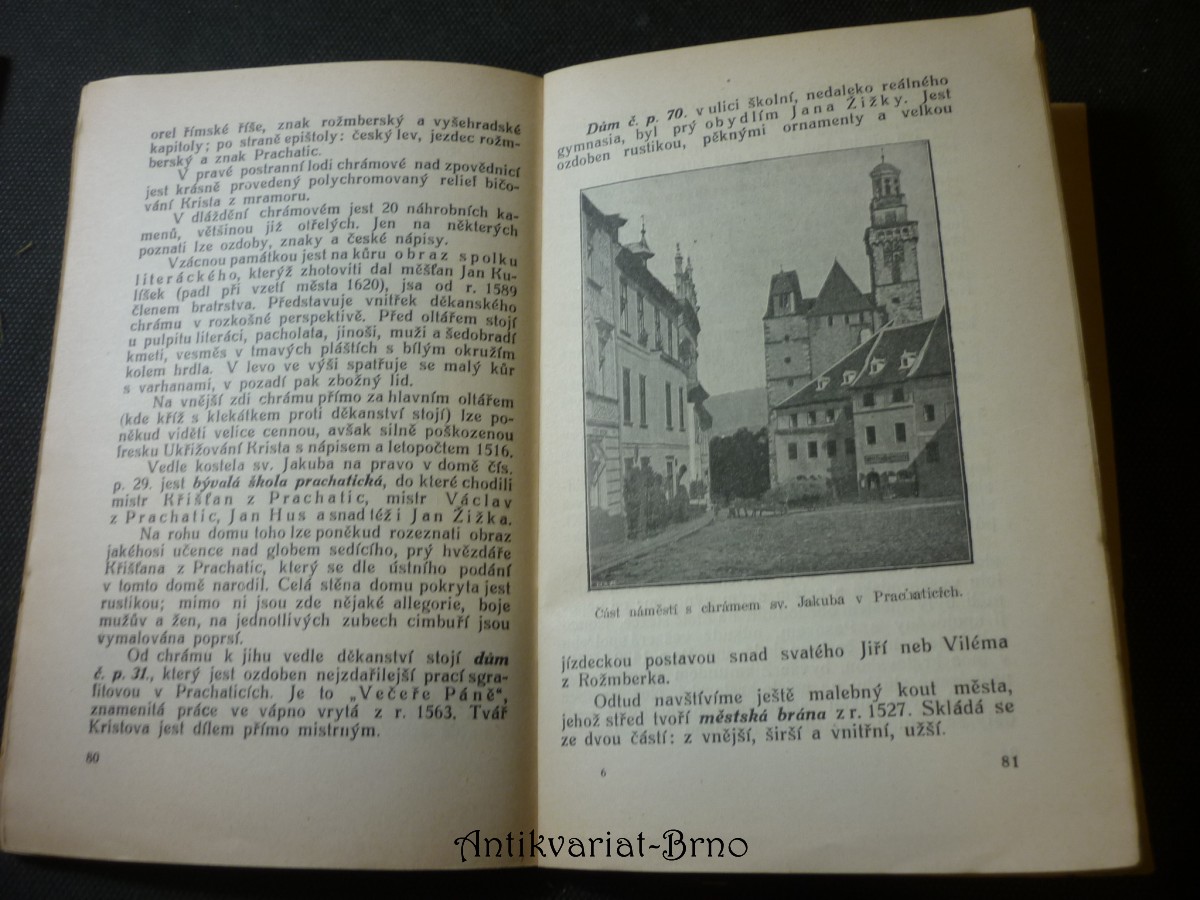 orel římské říše, znak rožmberský a vyšehradské
kapitoly; po straně epištoly: český lev, jezdec rožm-
berský a znak Prachatic.
V pravé postranní lodi chrámové nad zpovědnicí
jest krásně provedený polychromovaný relief bičo-
vání Krista z mramoru.
V dláždění chrámovém jest 20 náhrobních ka-
menů, většinou již otřelých. Jen na některých
poznati lze ozdoby, znaky a české nápisy.
Vzácnou památkou jest na kůru obraz spolku
literáckého, kterýž zhotoviti dal měšťan Jan Ku-
líšek (padl při vzetí města 1620), jsa od r. 1589
členem bratrstva. Představuje vnitřek děkanského
chrámu v rozkošné perspektivě. Před oltářem stojí
u pulpitu literáci, pacholata, jinoši, muži a šedobradí
kmeti, vesměs v tmavých pláštích s bílým okružím
kolem hrdla. V levo ve výši spatřuje se malý kůr
s varhanami, v pozadí pak zbožný lid.
Na vnější zdi chrámu přímo za hlavním oltářem
(kde kříž s klekátkem proti děkanství stojí) lze po-
někud viděti velice cennou, avšak silně poškozenou
fresku Ukřižování Krista s nápisem a letopočtem 1516.
Vedle kostela sv. Jakuba na pravo v domě čís.
p. 29. jest bývalá škola prachatická, do které chodili
mistr Křišťan z Prachatic, mistr Václav
z Prachatic, Jan Hus a snad též i Jan Žižka.
Na rohu domu toho lze poněkud rozeznati obraz
jakéhosi učence nad globem sedícího, prý hvězdáře
Křišťana z Prachatic, který se dle ústního podání
v tomto domě narodil. Celá stěna domu pokryta jest
rustikou; mimo ni jsou zde nějaké allegorie, boje
mužův a žen, na jednotlivých zubech cimbuří jsou
vymalována poprsí.
Od chrámu k jihu vedle děkanství stojí dům
č. p. 31., který jest ozdoben nejzdařilejší prací sgra-
fitovou v Prachaticích. Je to „Večeře Páně“,
znamenitá práce ve vápno vrytá z r. 1563. Tvář
Kristova jest dílem přímo mistrným.
80
Dům č. p. 70. v ulici školní, nedaleko reálného
gymnasia, byl prý obydlím Jana Žižky. Jest
ozdoben rustikou, pěknými ornamenty a velkou
Část náměstí s chrámem sv. Jakuba v Prachaticích.
jízdeckou postavou snad svatého Jiří neb Viléma
z Rožmberka.
Odtud navštívíme ještě malebný kout města,
jehož střed tvoří městská brána z r. 1527. Skládá se
ze dvou částí: z vnější, širší a vnitřní, užší.
6
81
Antikvariat-Brno